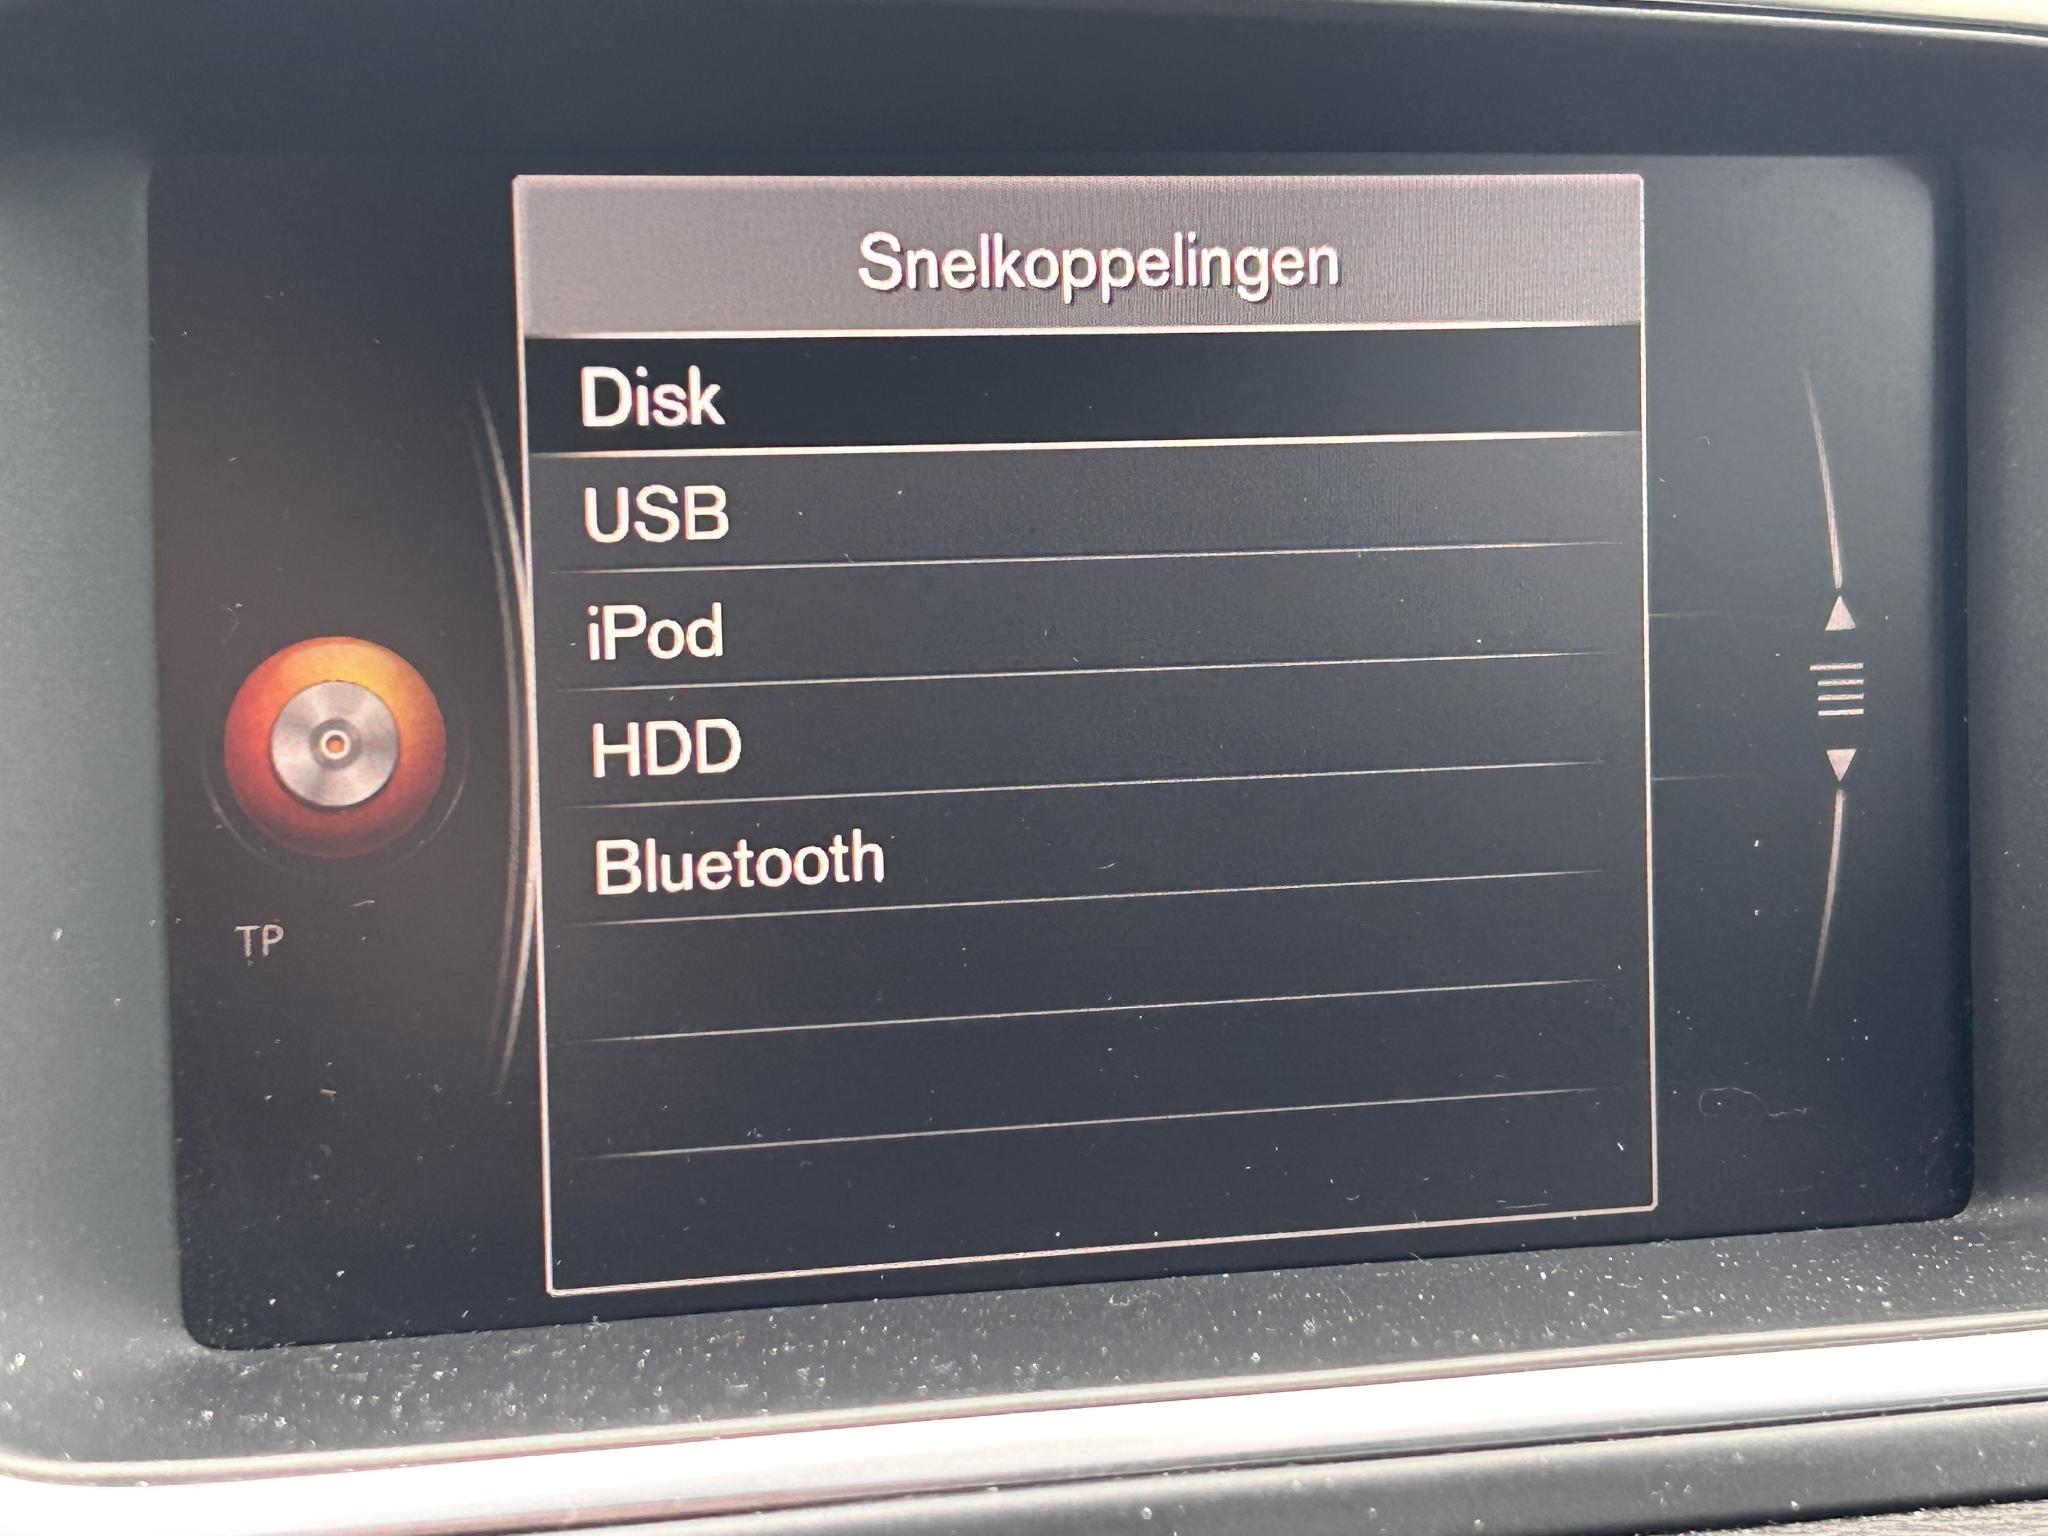 Snelkoppelingen
Disk
USB
iPod
HDD
Bluetooth
TP